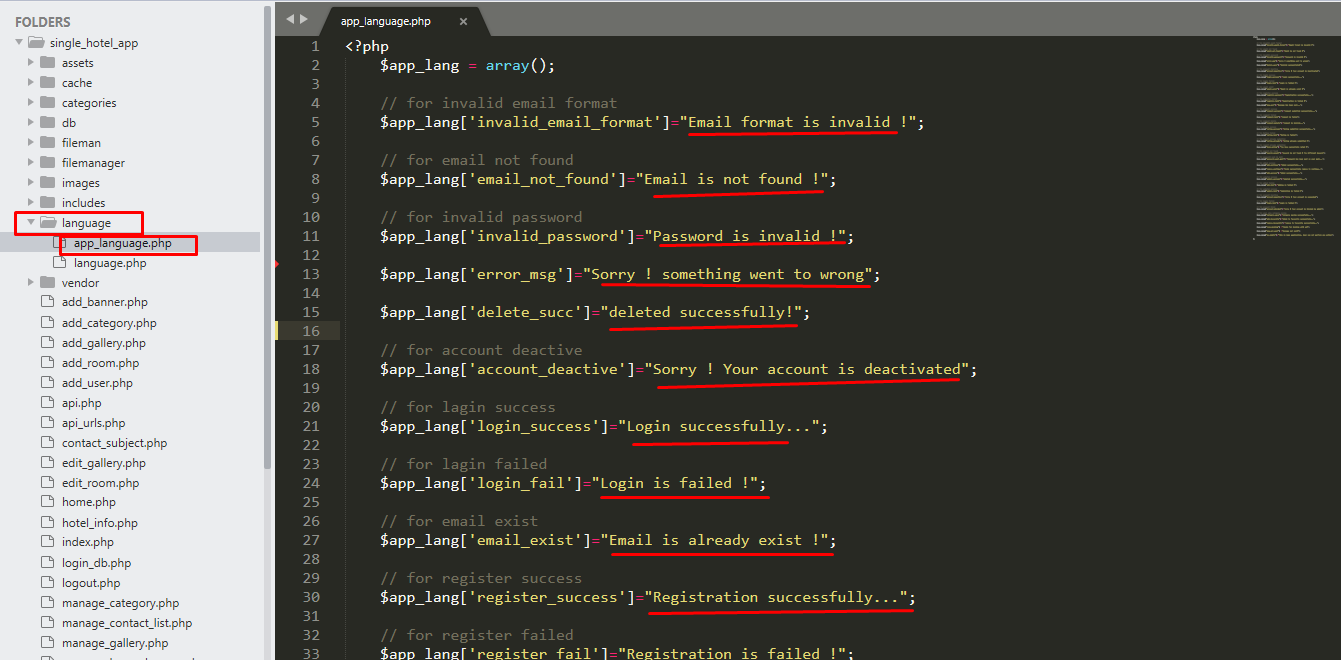 FOLDERS
single_hotel_app
assets
cache
categories
db
fileman
filemanager
images
includes
language
app_language.php
language.php
vendor
add_banner.php
add_category.php
add_gallery.php
add_room.php
add_user.php
api.php
api_urls.php
contact_subject.php
edit_gallery.php
edit_room.php
home.php
hotel_info.php
index.php
login_db.php
logout.php
manage_category.php
manage_contact_list.php
manage_gallery.php
app_language.php ×
1 <?php
2 $app_lang = array();
3
4 // for invalid email format
5 $app_lang['invalid_email_format']="Email format is invalid !";
6
7 // for email not found
8 $app_lang['email_not_found']="Email is not found !";
9
10 // for invalid password
11 $app_lang['invalid_password']="Password is invalid !";
12
13 $app_lang['error_msg']="Sorry ! something went to wrong";
14
15 $app_lang['delete_succ']="deleted successfully!";
16
17 // for account deactive
18 $app_lang['account_deactive']="Sorry ! Your account is deactivated";
19
20 // for lagin success
21 $app_lang['login_success']="Login successfully...";
22
23 // for lagin failed
24 $app_lang['login_fail']="Login is failed !";
25
26 // for email exist
27 $app_lang['email_exist']="Email is already exist !";
28
29 // for register success
30 $app_lang['register_success']="Registration successfully...";
31
32 // for register failed
33 $app_lang['register_fail']="Registration is failed !";